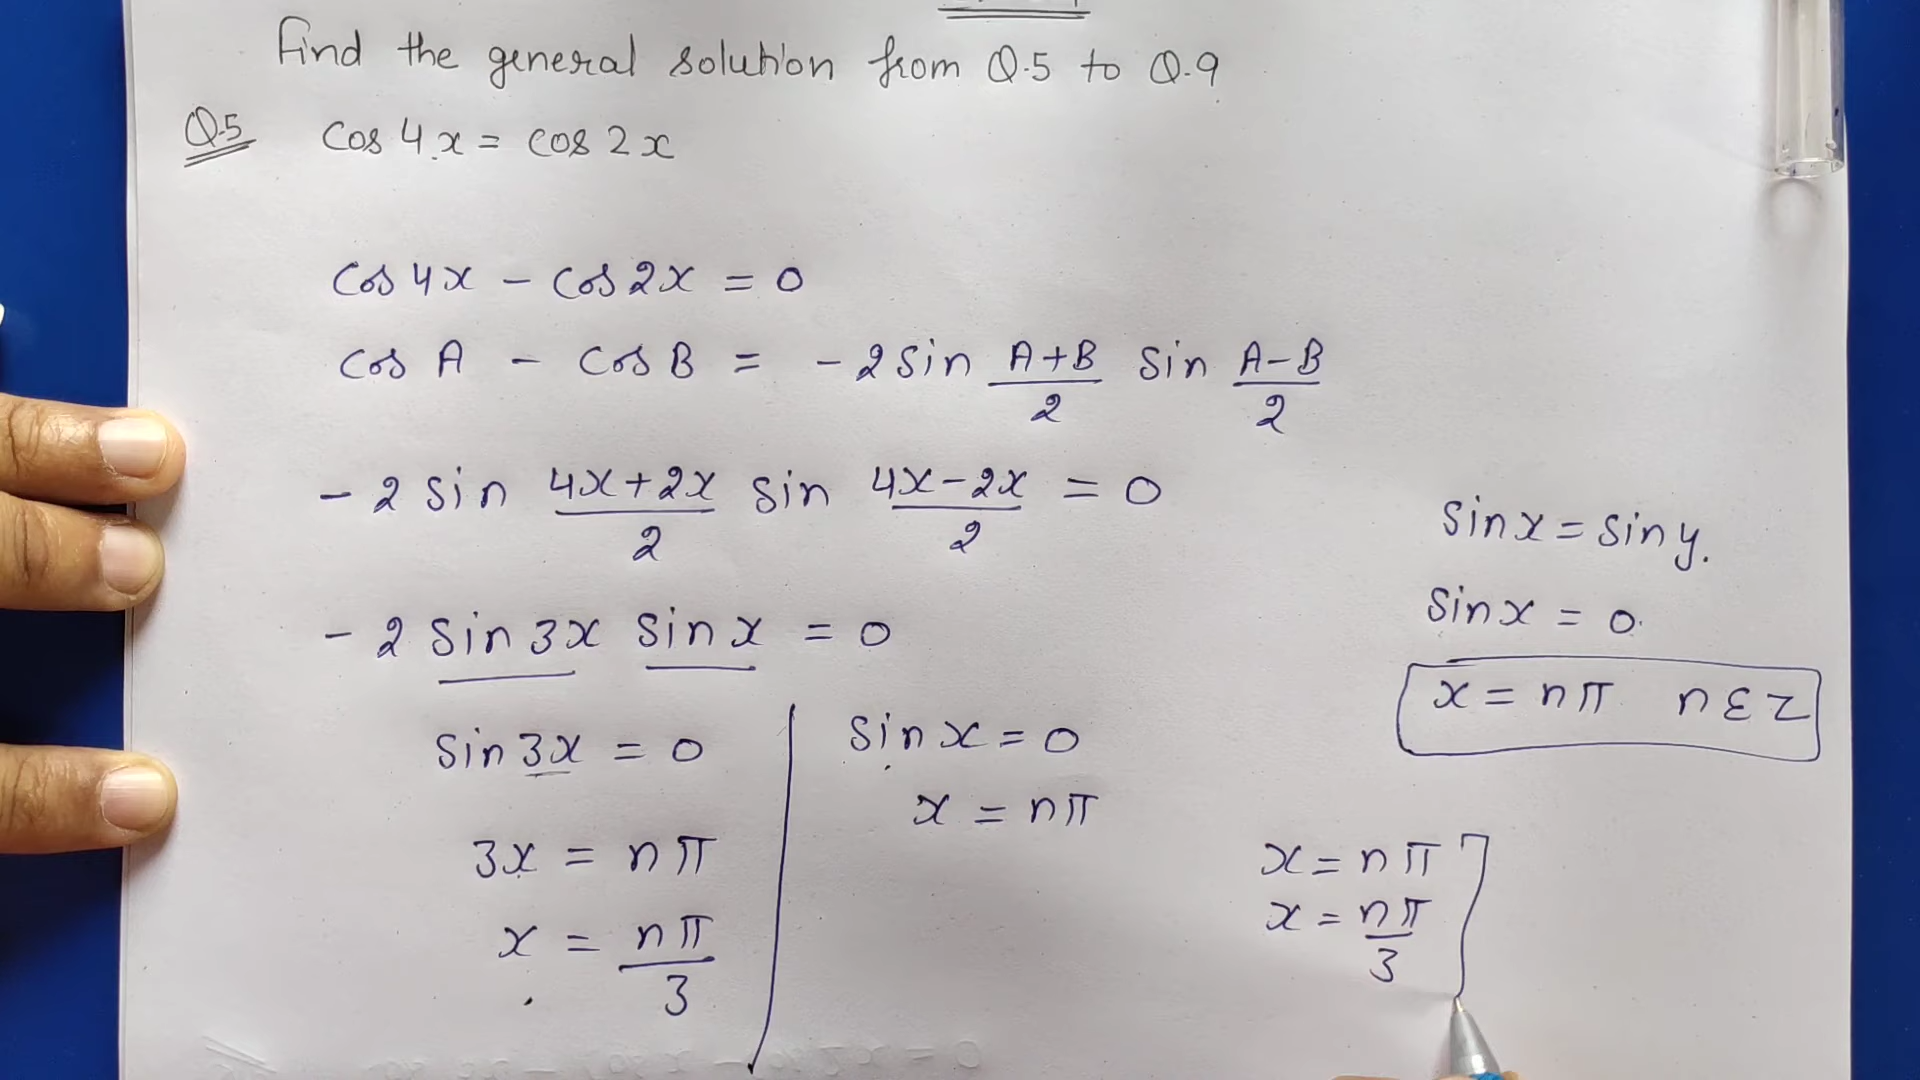 Find the general solution from Q.5 to Q.9
Q.5 cos 4x = cos 2x
cos 4x - cos 2x = 0
cos A - cos B = -2 sin A+B/2 sin A-B/2
-2 sin 4x+2x/2 sin 4x-2x/2 = 0
-2 sin 3x sin x = 0
sin 3x = 0
3x = nπ
x = nπ/3
sin x = 0
x = nπ
sin x = sin y.
sin x = 0.
x = nπ n ε z
x = nπ
x = nπ/3